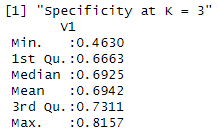 [1] "Specificity at K = 3"
V1
Min. :0.4630
1st Qu.:0.6663
Median :0.6925
Mean :0.6942
3rd Qu.:0.7311
Max. :0.8157